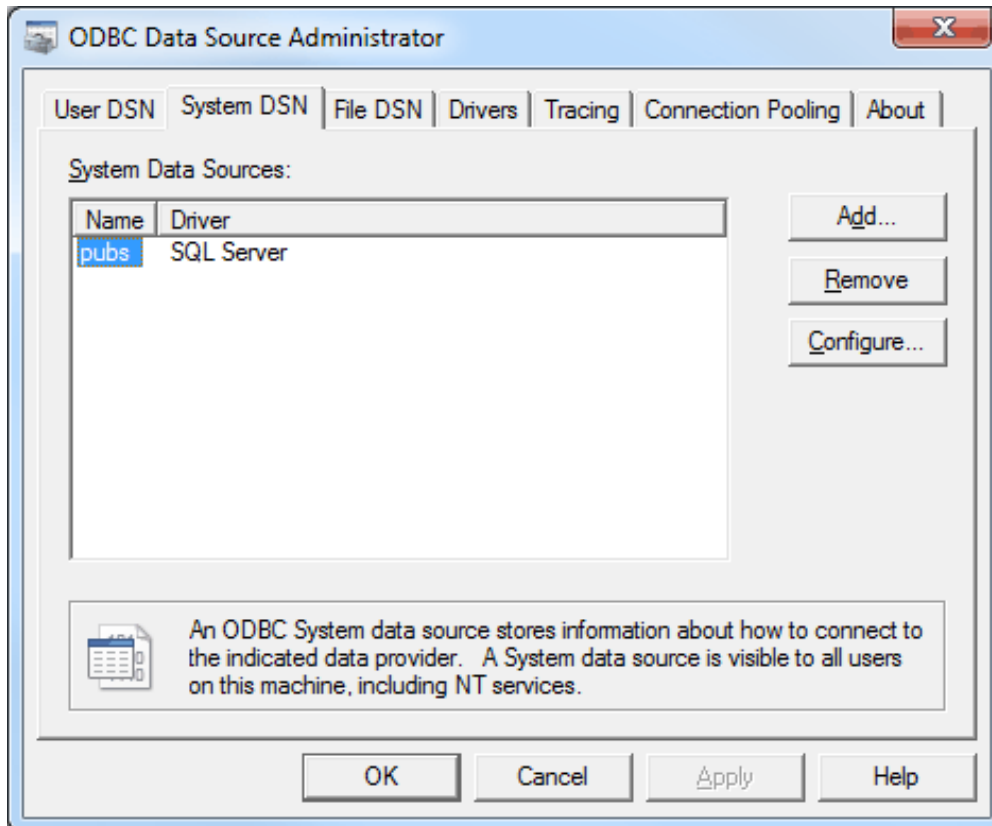 ODBC Data Source Administrator
User DSN System DSN File DSN Drivers Tracing Connection Pooling About
System Data Sources:
Name Driver
pubs SQL Server
Add...
Remove
Configure...
An ODBC System data source stores information about how to connect to
the indicated data provider. A System data source is visible to all users
on this machine, including NT services.
OK Cancel Apply Help